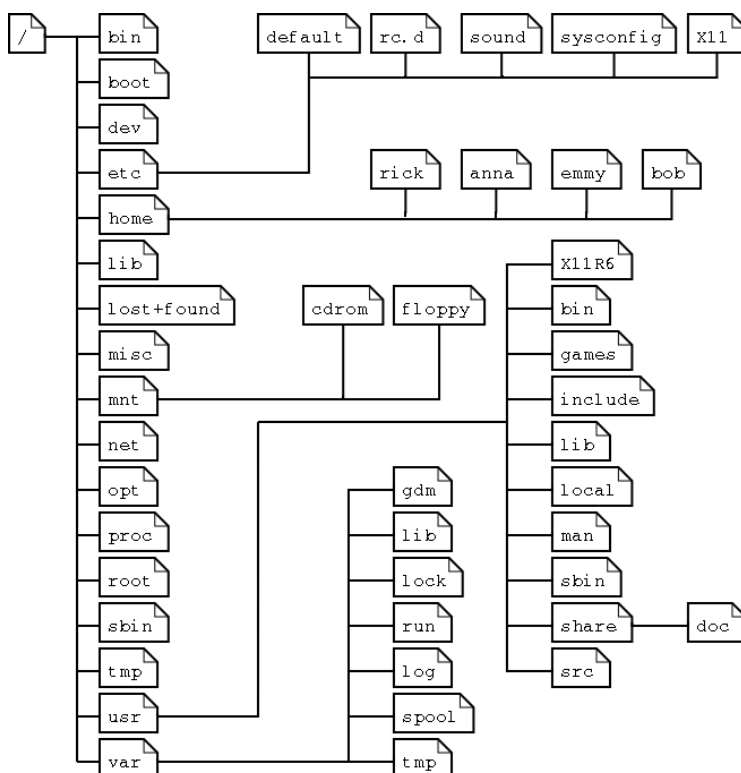 / bin default rc.d sound sysconfig X11
boot
dev
etc rick anna emmy bob
home
lib X11R6
lost+found cdrom floppy bin
misc games
mnt include
net lib
opt gdm local
proc lib man
root lock sbin
sbin run share doc
tmp log src
usr spool
var tmp